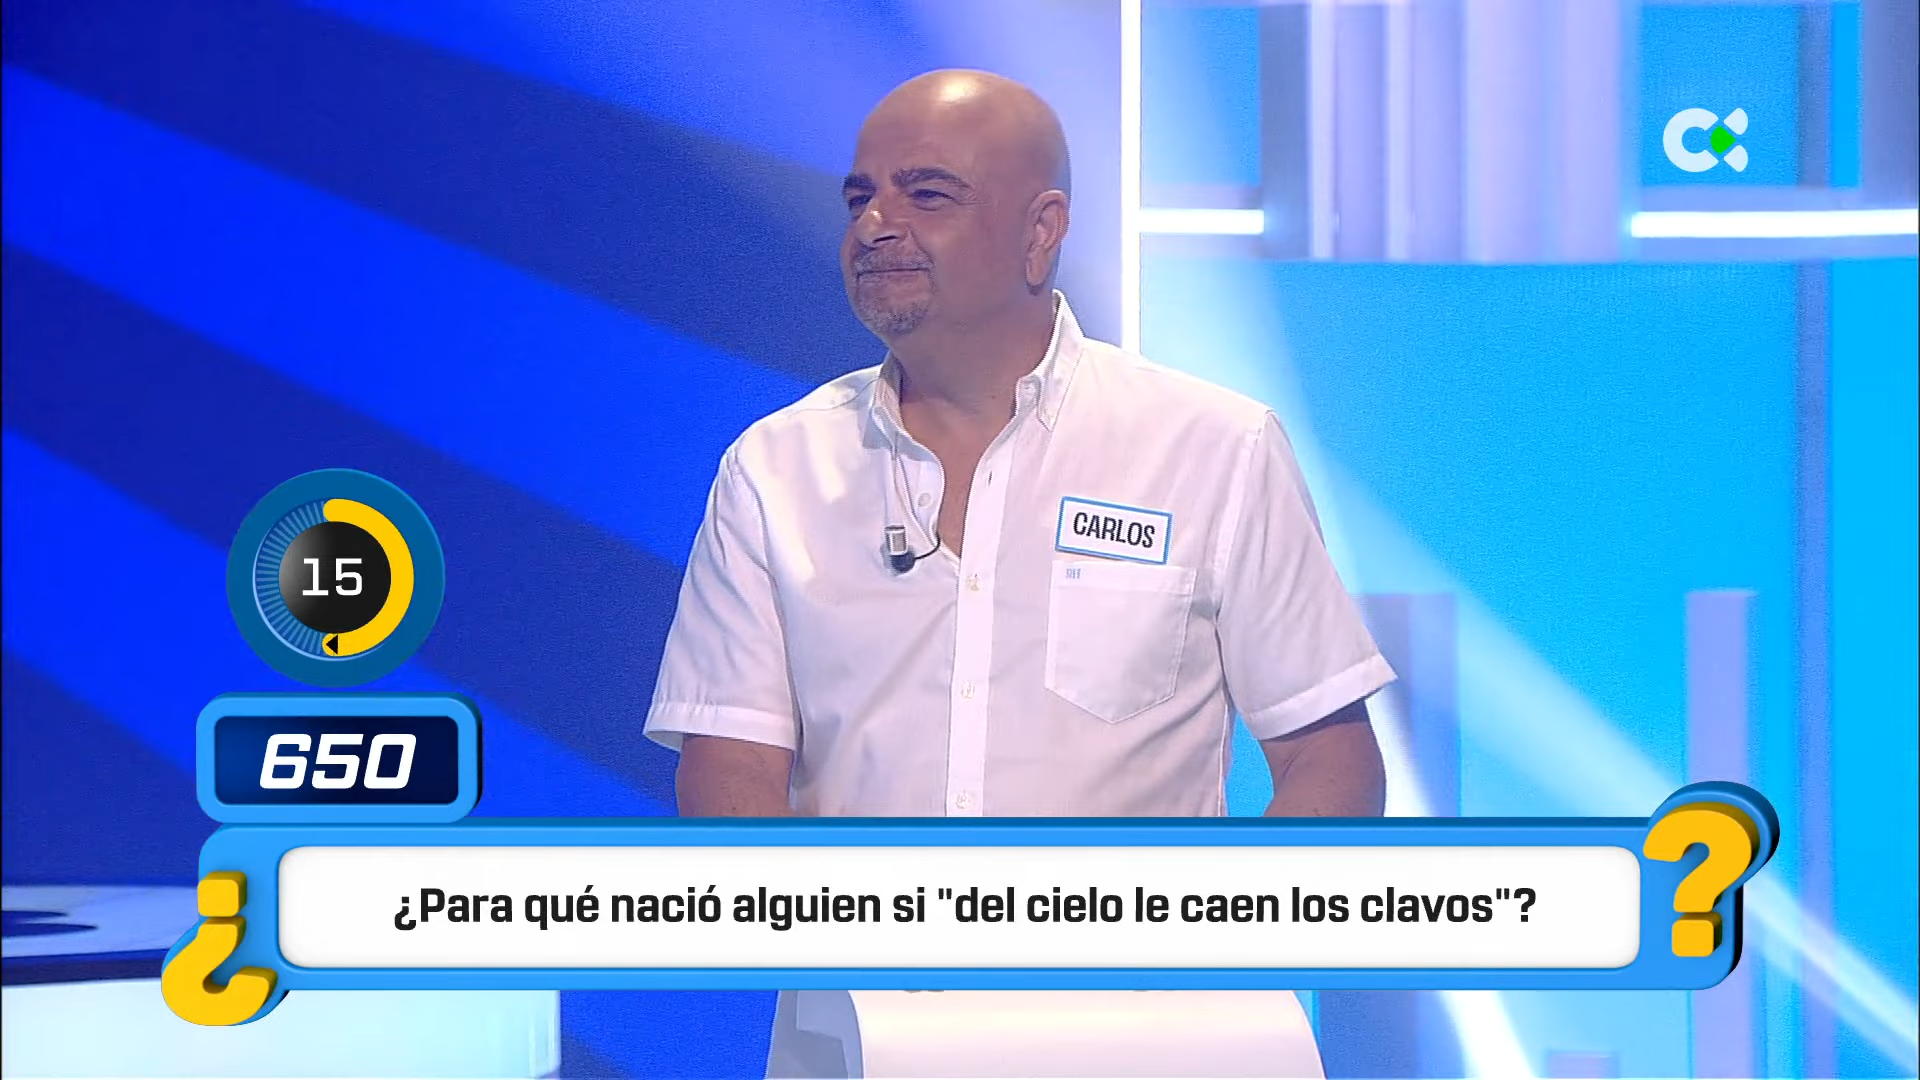 CARLOS
15
650
¿Para qué nació alguien si "del cielo le caen los clavos"?